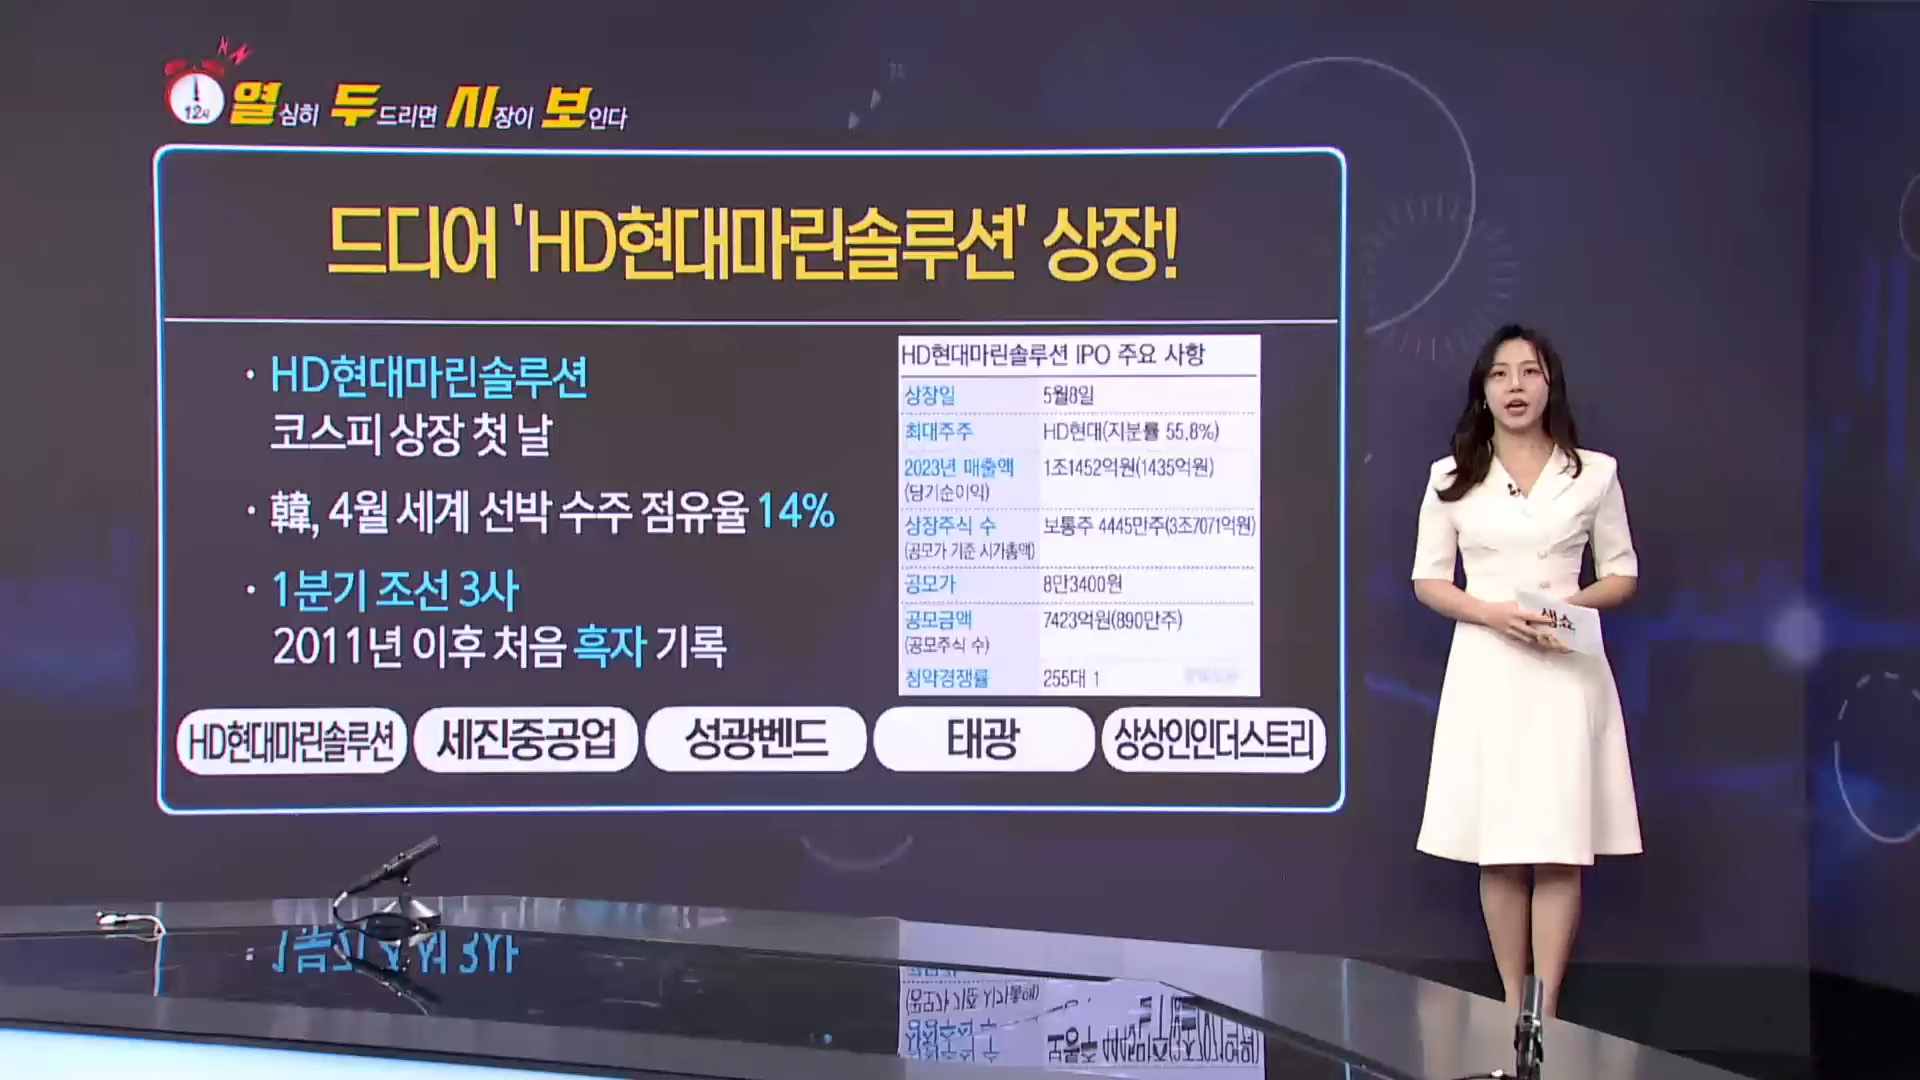 12시 열심히 두드리면 시장이 보인다
드디어 'HD현대마린솔루션' 상장!
· HD현대마린솔루션
코스피 상장 첫 날
· 韓, 4월 세계 선박 수주 점유율 14%
· 1분기 조선 3사
2011년 이후 처음 흑자 기록
HD현대마린솔루션 IPO 주요 사항
상장일 5월8일
최대주주 HD현대(지분률 55.8%)
2023년 매출액 1조1452억원(1435억원)
(당기순이익)
상장주식 수 보통주 4445만주(3조7071억원)
(공모가 기준 시가총액)
공모가 8만3400원
공모금액 7423억원(890만주)
(공모주식 수)
청약경쟁률 255대 1
HD현대마린솔루션 세진중공업 성광벤드 태광 상상인인더스트리
생쇼